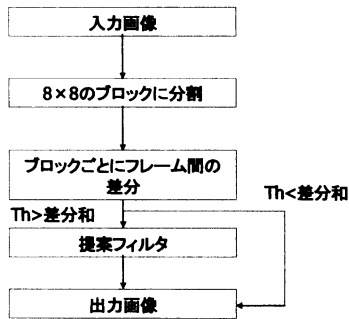 入力画像
8×8のブロックに分割
ブロックごとにフレーム間の
差分
Th<差分和
Th>差分和
提案フィルタ
出力画像